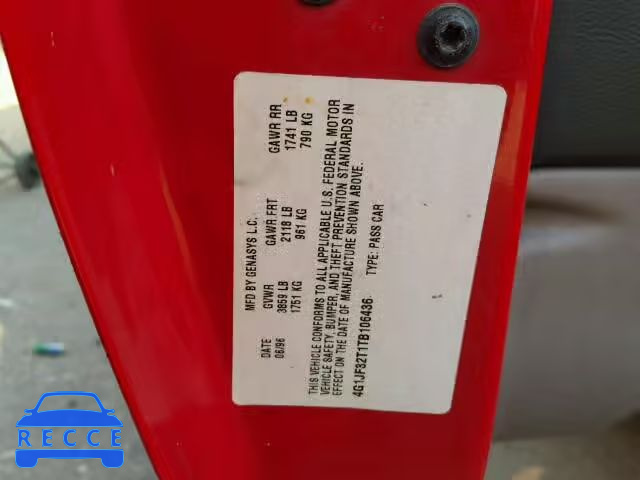 MFD BY GENASYS L.C.
DATE GVWR GAWR FRT GAWR RR
06/96 3859 LB 2118 LB 1741 LB
1751 KG 961 KG 790 KG
THIS VEHICLE CONFORMS TO ALL APPLICABLE U.S. FEDERAL MOTOR
VEHICLE SAFETY, BUMPER, AND THEFT PREVENTION STANDARDS IN
EFFECT ON THE DATE OF MANUFACTURE SHOWN ABOVE.
4G1JF32T1TB106436 TYPE: PASS CAR
RECCE